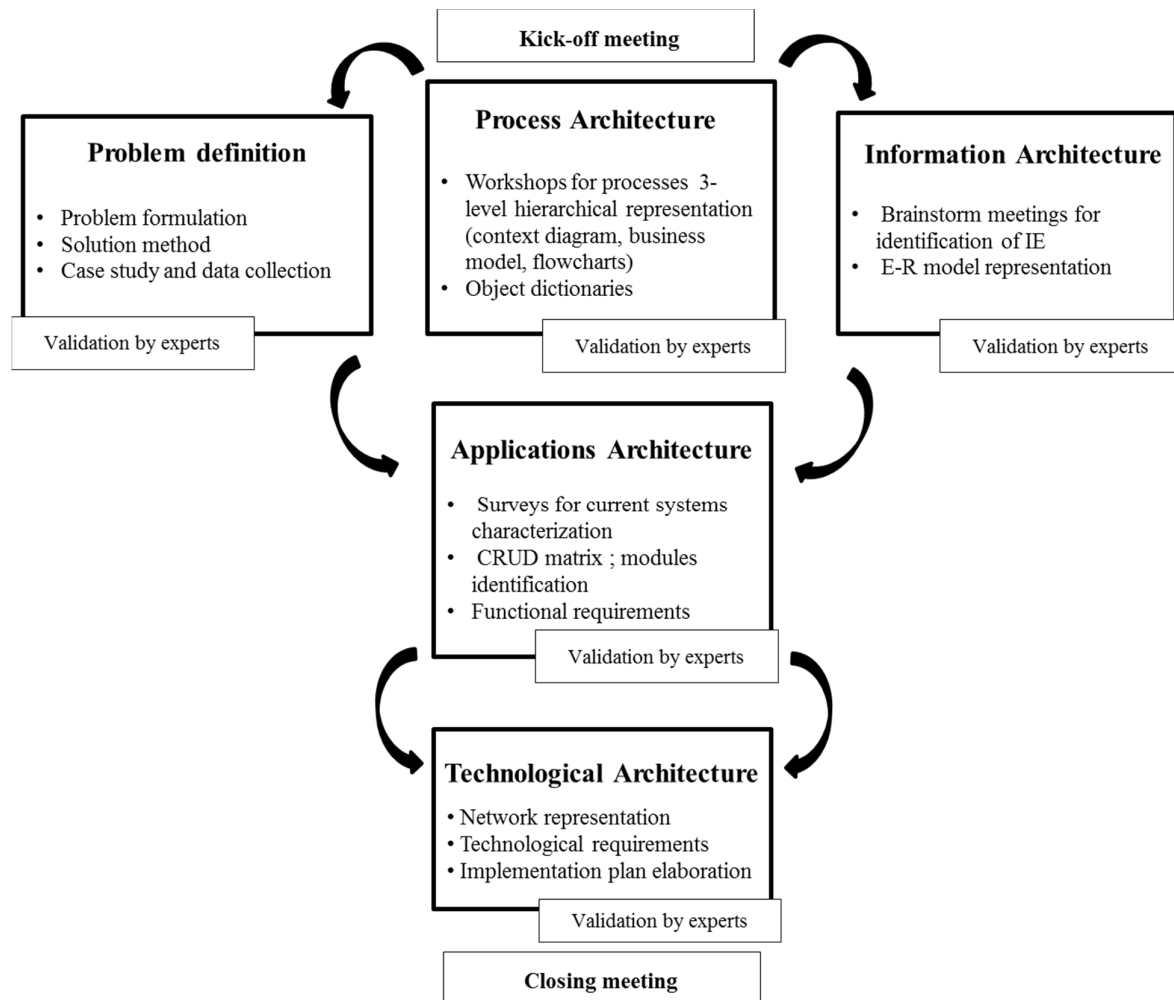 Kick-off meeting
Problem definition
• Problem formulation
• Solution method
• Case study and data collection
Validation by experts
Process Architecture
• Workshops for processes 3-
level hierarchical representation
(context diagram, business
model, flowcharts)
• Object dictionaries
Validation by experts
Information Architecture
• Brainstorm meetings for
identification of IE
• E-R model representation
Validation by experts
Applications Architecture
• Surveys for current systems
characterization
• CRUD matrix ; modules
identification
• Functional requirements
Validation by experts
Technological Architecture
• Network representation
• Technological requirements
• Implementation plan elaboration
Validation by experts
Closing meeting